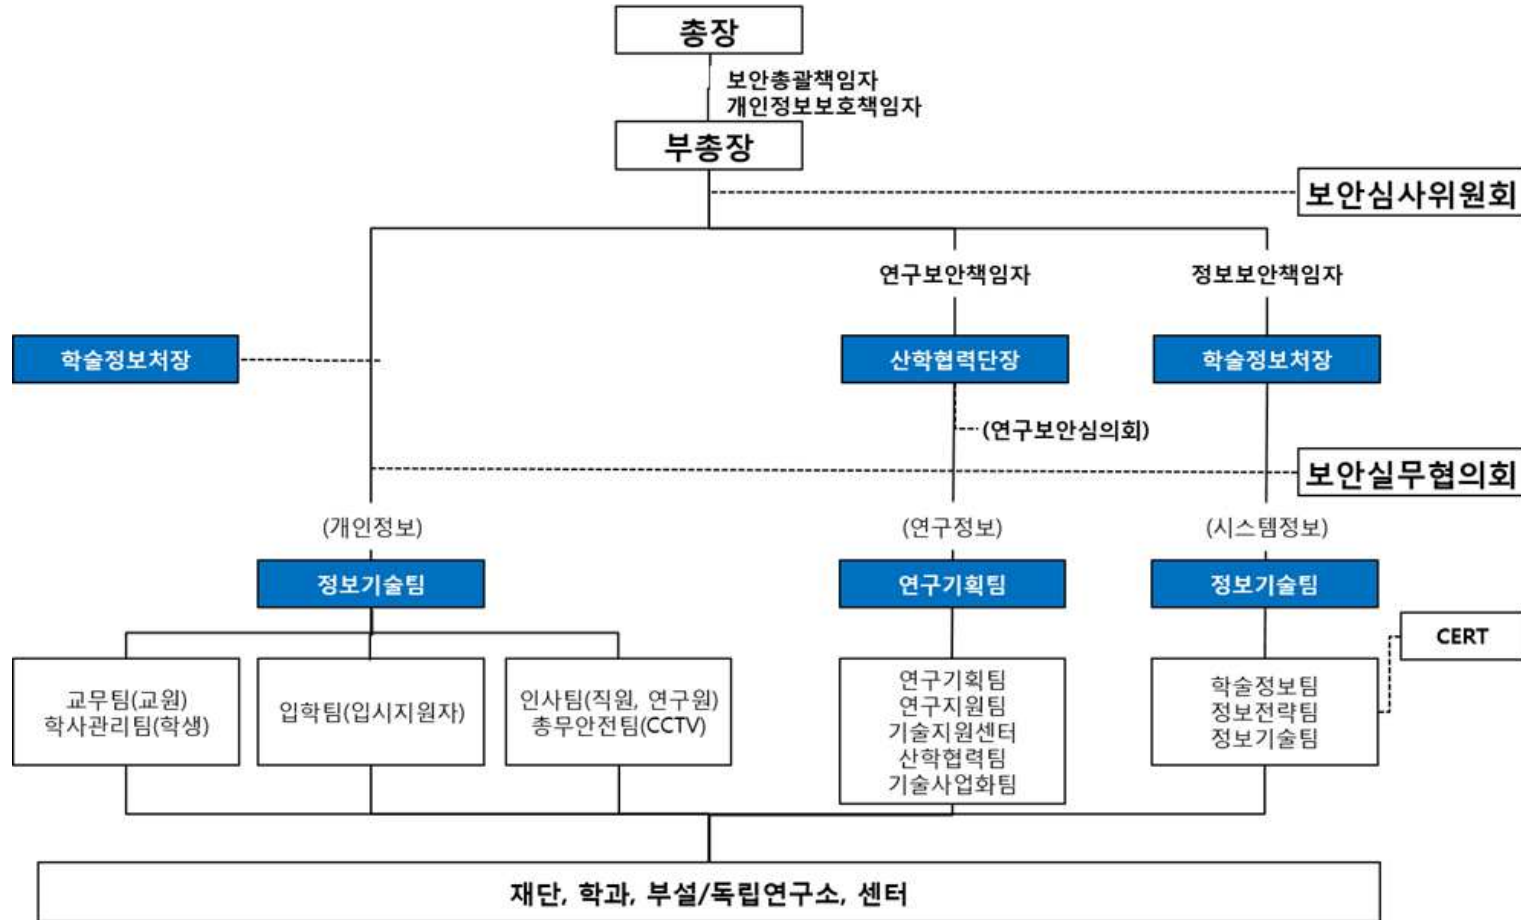 총장
보안총괄책임자
개인정보보호책임자
부총장
보안심사위원회
연구보안책임자
정보보안책임자
학술정보처장
산학협력단장
학술정보처장
(연구보안심의회)
보안실무협의회
(개인정보)
(연구정보)
(시스템정보)
정보기술팀
연구기획팀
정보기술팀
CERT
교무팀(교원)
학사관리팀(학생)
입학팀(입시지원자)
인사팀(직원, 연구원)
총무안전팀(CCTV)
연구기획팀
연구지원팀
기술지원센터
산학협력팀
기술사업화팀
학술정보팀
정보전략팀
정보기술팀
재단, 학과, 부설/독립연구소, 센터